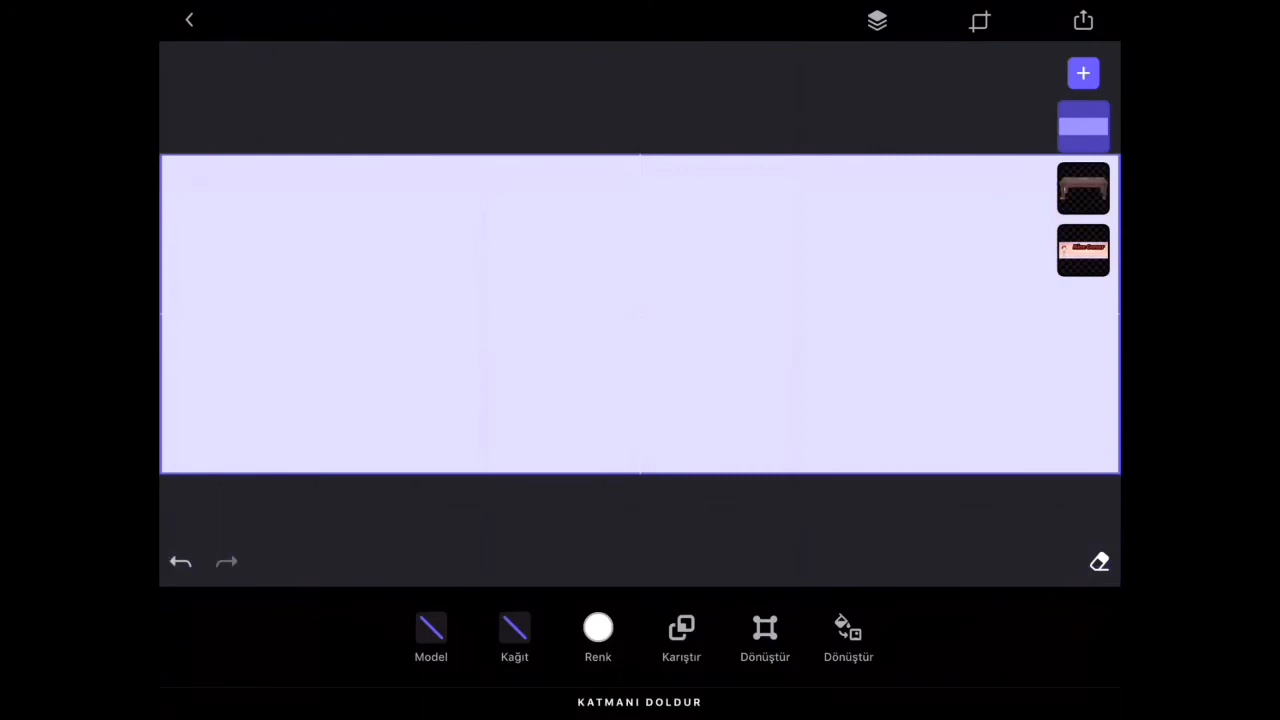 Model
Kağıt
Renk
Karıştır
Dönüştür
Dönüştür
KATMANI DOLDUR